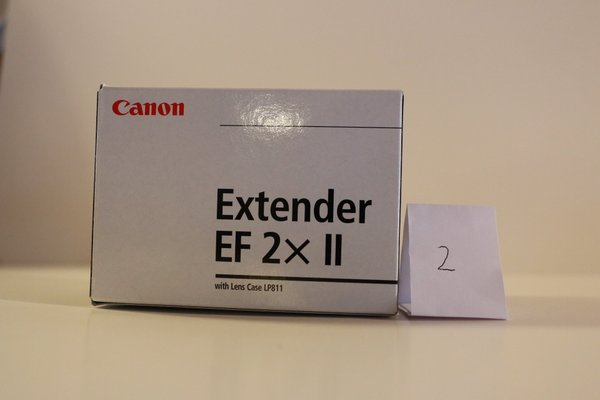 Canon
Extender
EF 2× II
with Lens Case LP811
2